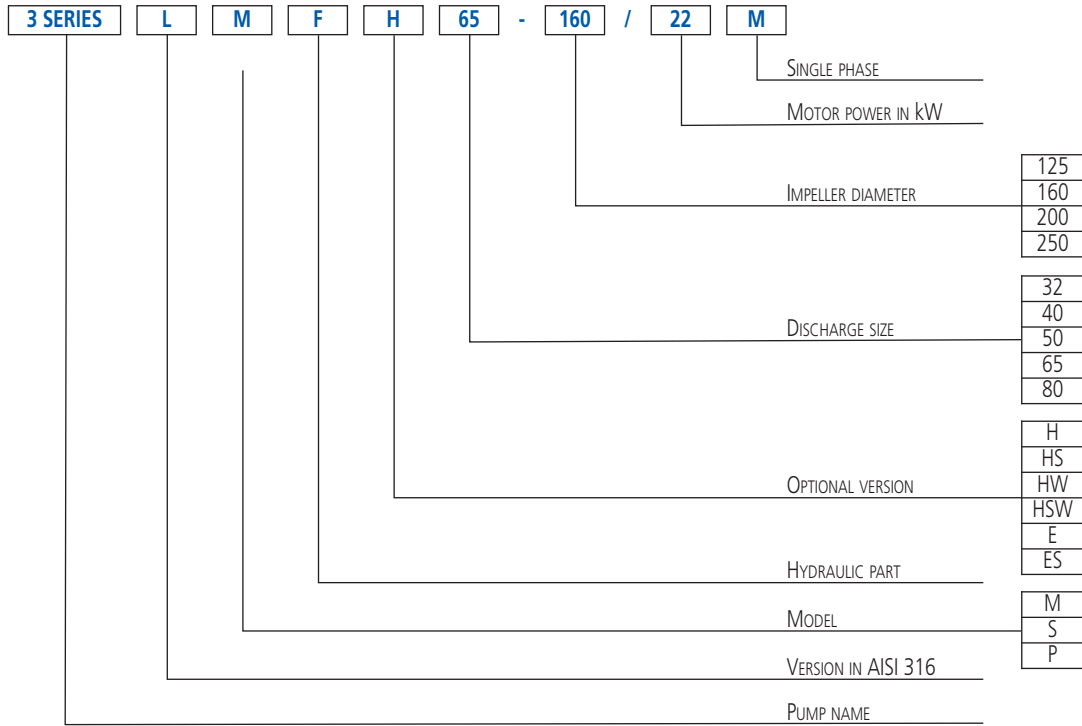 3 SERIES L M F H 65 - 160 / 22 M
SINGLE PHASE
MOTOR POWER IN kW
IMPELLER DIAMETER
125
160
200
250
DISCHARGE SIZE
32
40
50
65
80
OPTIONAL VERSION
H
HS
HW
HSW
E
ES
HYDRAULIC PART
MODEL
M
S
P
VERSION IN AISI 316
PUMP NAME